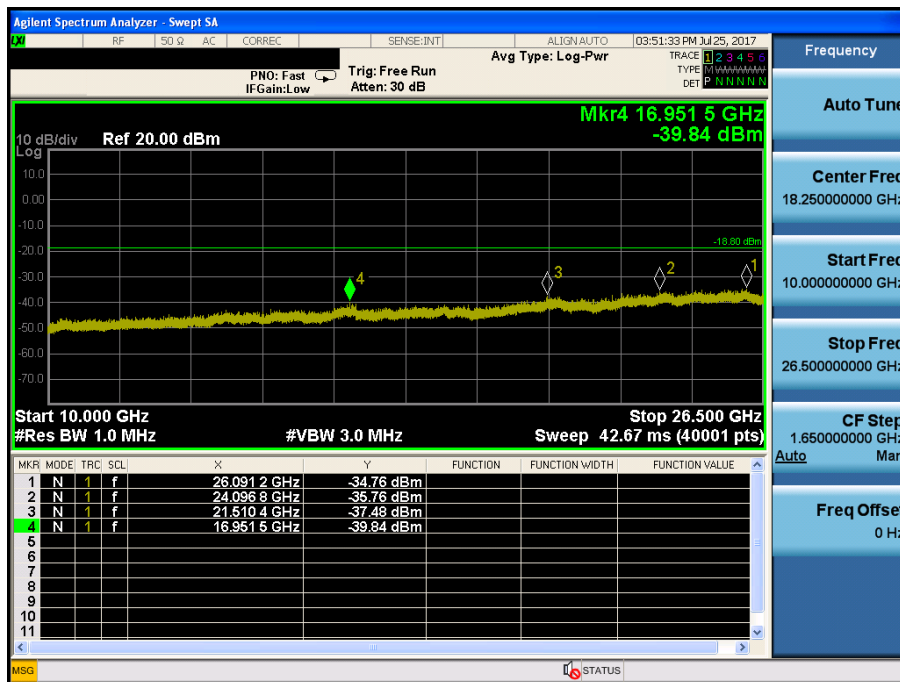 Agilent Spectrum Analyzer - Swept SA
LXI RF 50 Ω AC CORREC SENSE:INT ALIGN AUTO 03:51:33 PM Jul 25, 2017
PNO: Fast Trig: Free Run Avg Type: Log-Pwr TRACE 1 2 3 4 5 6
IFGain:Low Atten: 30 dB TYPE M WWWWW
DET P N N N N N
Mkr4 16.951 5 GHz
-39.84 dBm
10 dB/div Ref 20.00 dBm
Log
10.0
0.00
-10.0
-18.80 dBm
-20.0
-30.0
4 3 2 1
-40.0
-50.0
-60.0
-70.0
Start 10.000 GHz Stop 26.500 GHz
#Res BW 1.0 MHz #VBW 3.0 MHz Sweep 42.67 ms (40001 pts)
MKR MODE TRC SCL X Y FUNCTION FUNCTION WIDTH FUNCTION VALUE
1 N 1 f 26.091 2 GHz -34.76 dBm
2 N 1 f 24.096 8 GHz -35.76 dBm
3 N 1 f 21.510 4 GHz -37.48 dBm
4 N 1 f 16.951 5 GHz -39.84 dBm
5
6
7
8
9
10
11
MSG STATUS
Frequency
Auto Tune
Center Freq
18.250000000 GHz
Start Freq
10.000000000 GHz
Stop Freq
26.500000000 GHz
CF Step
1.650000000 GHz
Auto Man
Freq Offset
0 Hz